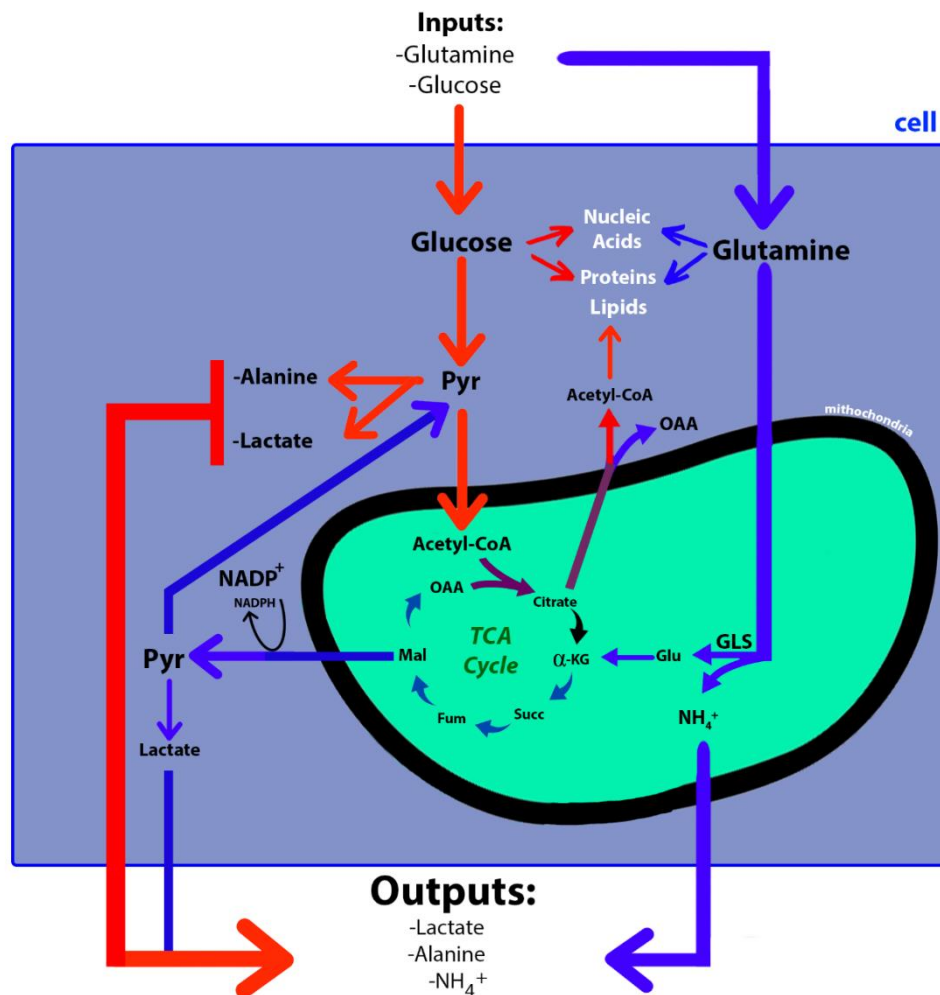 Inputs:
-Glutamine
-Glucose
cell
Nucleic
Acids
Glucose
Glutamine
Proteins
Lipids
-Alanine
Pyr
Acetyl-CoA
mithochondria
OAA
-Lactate
Acetyl-CoA
NADP+
NADPH
OAA
Citrate
TCA
Cycle
Pyr
Mal
α-KG
Glu
GLS
Fum
Succ
NH₄⁺
Lactate
Outputs:
-Lactate
-Alanine
-NH₄⁺